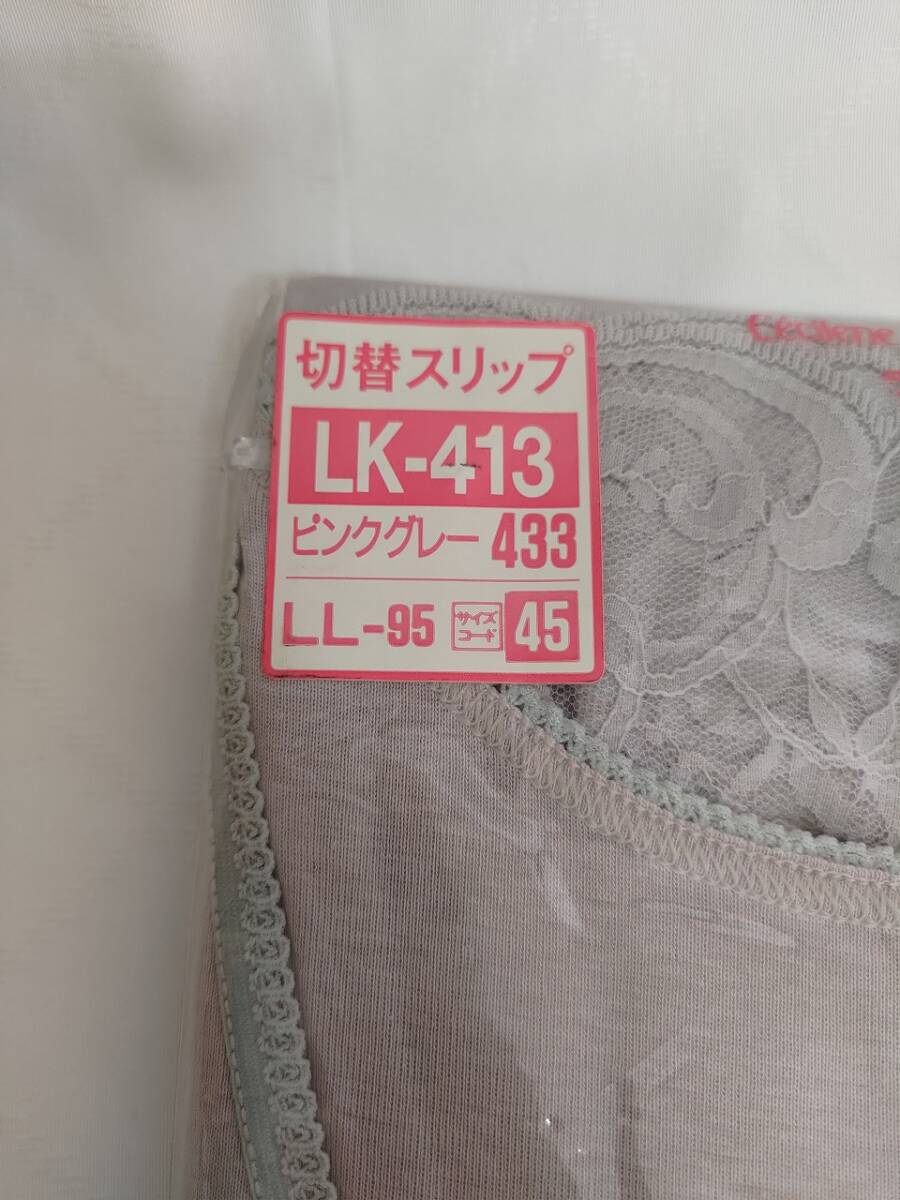 Cécilene
切替スリップ
LK-413
ピンクグレー 433
LL-95 サイズコード 45